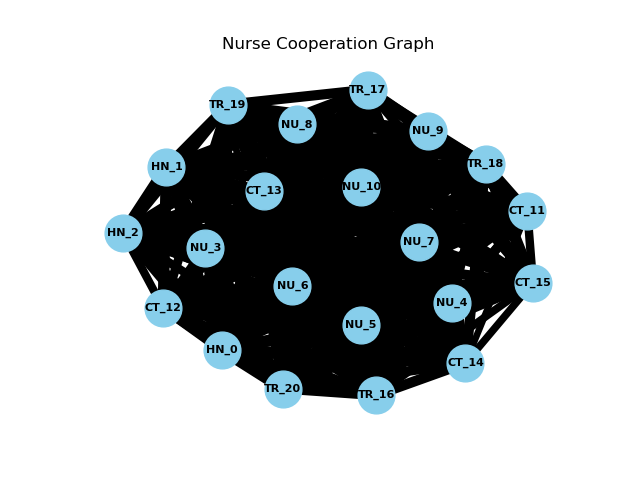 Nurse Cooperation Graph
TR_17
TR_19
NU_8
NU_9
TR_18
HN_1
CT_13
NU_10
CT_11
HN_2
NU_3
NU_7
CT_15
NU_6
NU_4
CT_12
NU_5
HN_0
CT_14
TR_20
TR_16